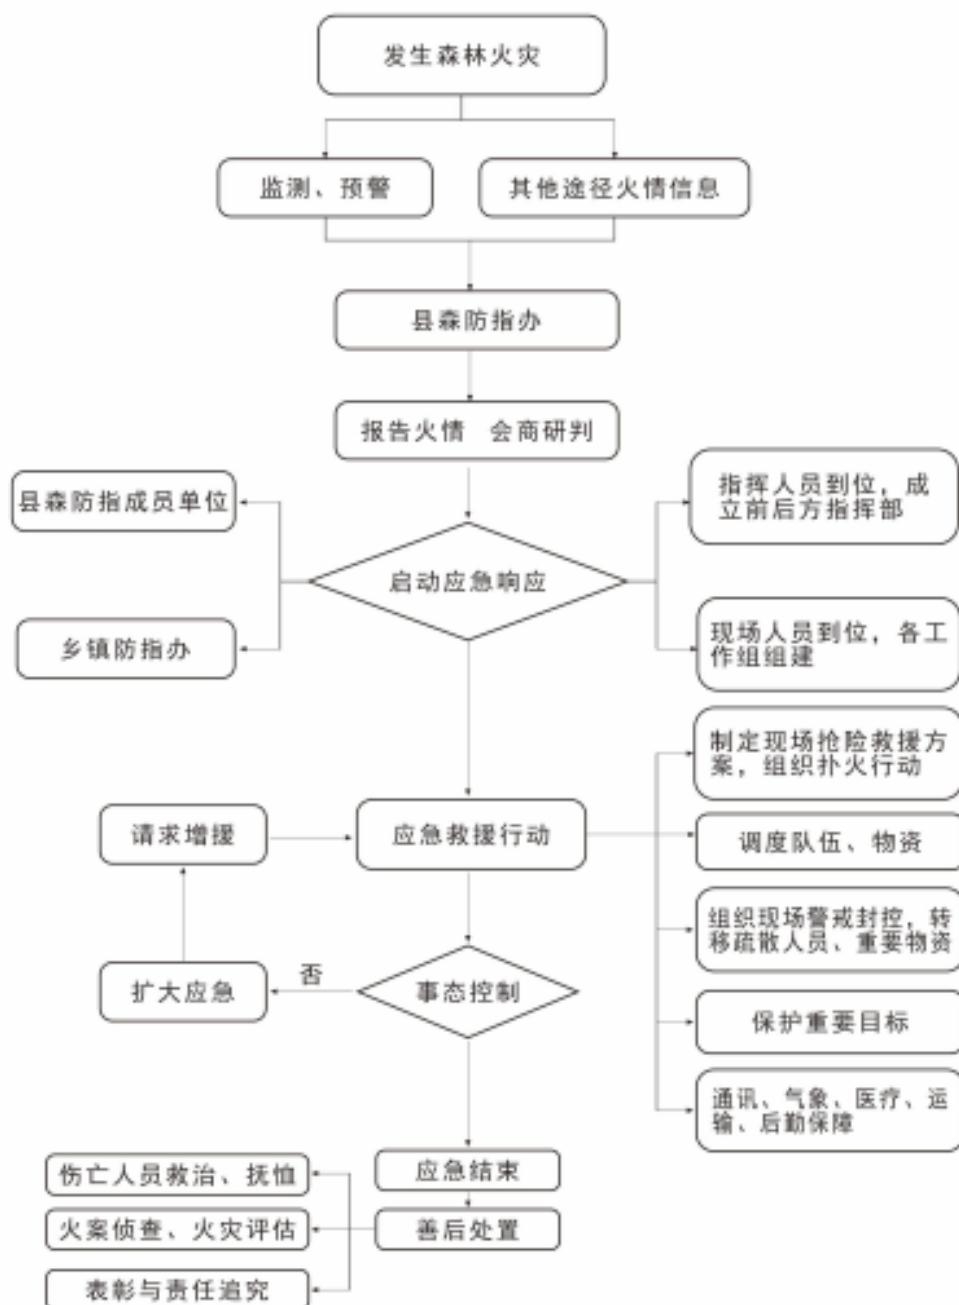 发生森林火灾
监测、预警
其他途径火情信息
县森防指办
报告火情 会商研判
县森防指成员单位
指挥人员到位，成
立前后方指挥部
启动应急响应
乡镇防指办
现场人员到位，各工
作组组建
制定现场抢险救援方
案，组织扑火行动
请求增援
应急救援行动
调度队伍、物资
组织现场警戒封控，转
移疏散人员、重要物资
扩大应急
否
事态控制
保护重要目标
通讯、气象、医疗、运
输、后勤保障
应急结束
伤亡人员救治、抚恤
火案侦查、火灾评估
善后处置
表彰与责任追究